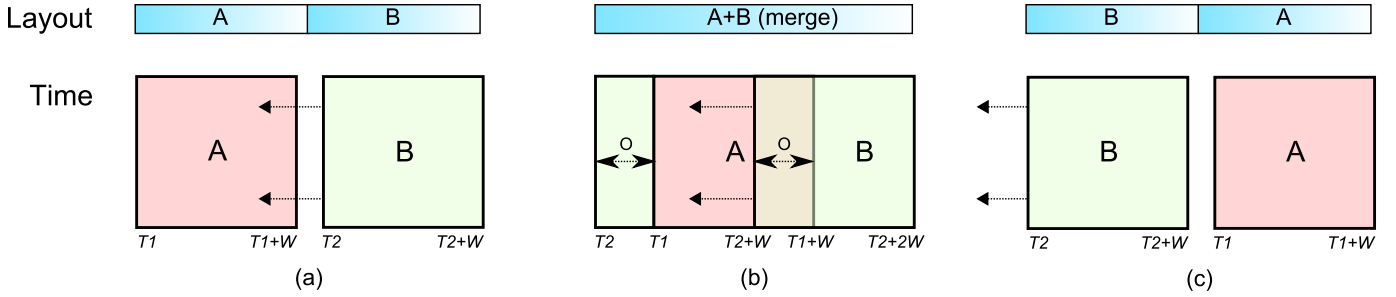 Layout A B A+B (merge) B A
Time
O O
A B A B B A
T1 T1+W T2 T2+W T2 T1 T2+W T1+W T2+2W T2 T2+W T1 T1+W
(a) (b) (c)